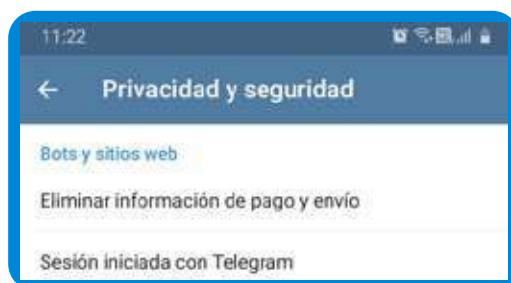 11:22
Privacidad y seguridad
Bots y sitios web
Eliminar información de pago y envío
Sesión iniciada con Telegram